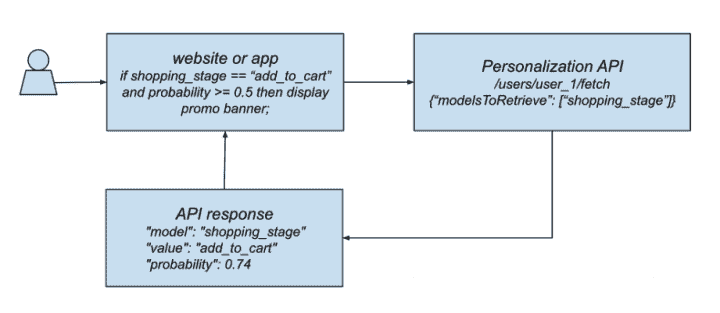 website or app
if shopping_stage == “add_to_cart”
and probability >= 0.5 then display
promo banner;
Personalization API
/users/user_1/fetch
{“modelsToRetrieve": [“shopping_stage”]}
API response
"model": "shopping_stage"
"value": "add_to_cart"
"probability": 0.74